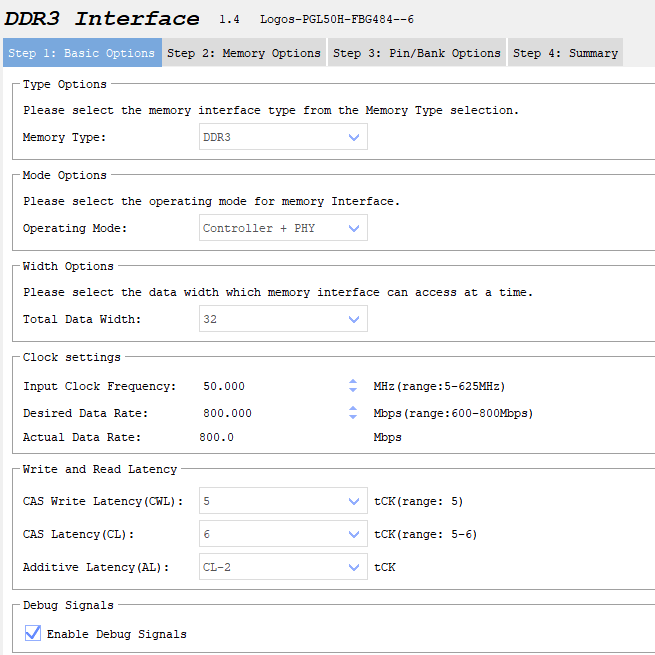 DDR3 Interface 1.4 Logos-PGL50H-FBG484--6
Step 1: Basic Options Step 2: Memory Options Step 3: Pin/Bank Options Step 4: Summary
Type Options
Please select the memory interface type from the Memory Type selection.
Memory Type: DDR3
Mode Options
Please select the operating mode for memory Interface.
Operating Mode: Controller + PHY
Width Options
Please select the data width which memory interface can access at a time.
Total Data Width: 32
Clock settings
Input Clock Frequency: 50.000 MHz(range:5-625MHz)
Desired Data Rate: 800.000 Mbps(range:600-800Mbps)
Actual Data Rate: 800.0 Mbps
Write and Read Latency
CAS Write Latency(CWL): 5 tCK(range: 5)
CAS Latency(CL): 6 tCK(range: 5-6)
Additive Latency(AL): CL-2 tCK
Debug Signals
Enable Debug Signals